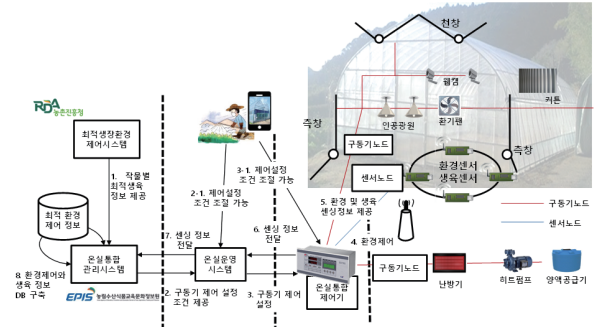 천창
웹캠
커튼
인공광원
환기팬
측창
측창
구동기노드
환경센서
생육센서
센서노드
RDA
농촌진흥청
최적생장환경
제어시스템
1. 작물별
최적생육
정보 제공
3-1. 제어설정
조건 조절 가능
2-1. 제어설정
조건 조절 가능
5. 환경 및 생육
센싱정보 제공
구동기노드
센서노드
최적 환경
제어 정보
7. 센싱 정보
전달
6. 센싱 정보
전달
4. 환경제어
온실통합
관리시스템
온실운영
시스템
온실통합
제어기
구동기노드
난방기
히트펌프
양액공급기
8. 환경제어와
생육 정보
DB 구축
EPIS 농림수산식품교육문화정보원
2. 구동기 제어 설정
조건 제공
3. 구동기 제어
설정